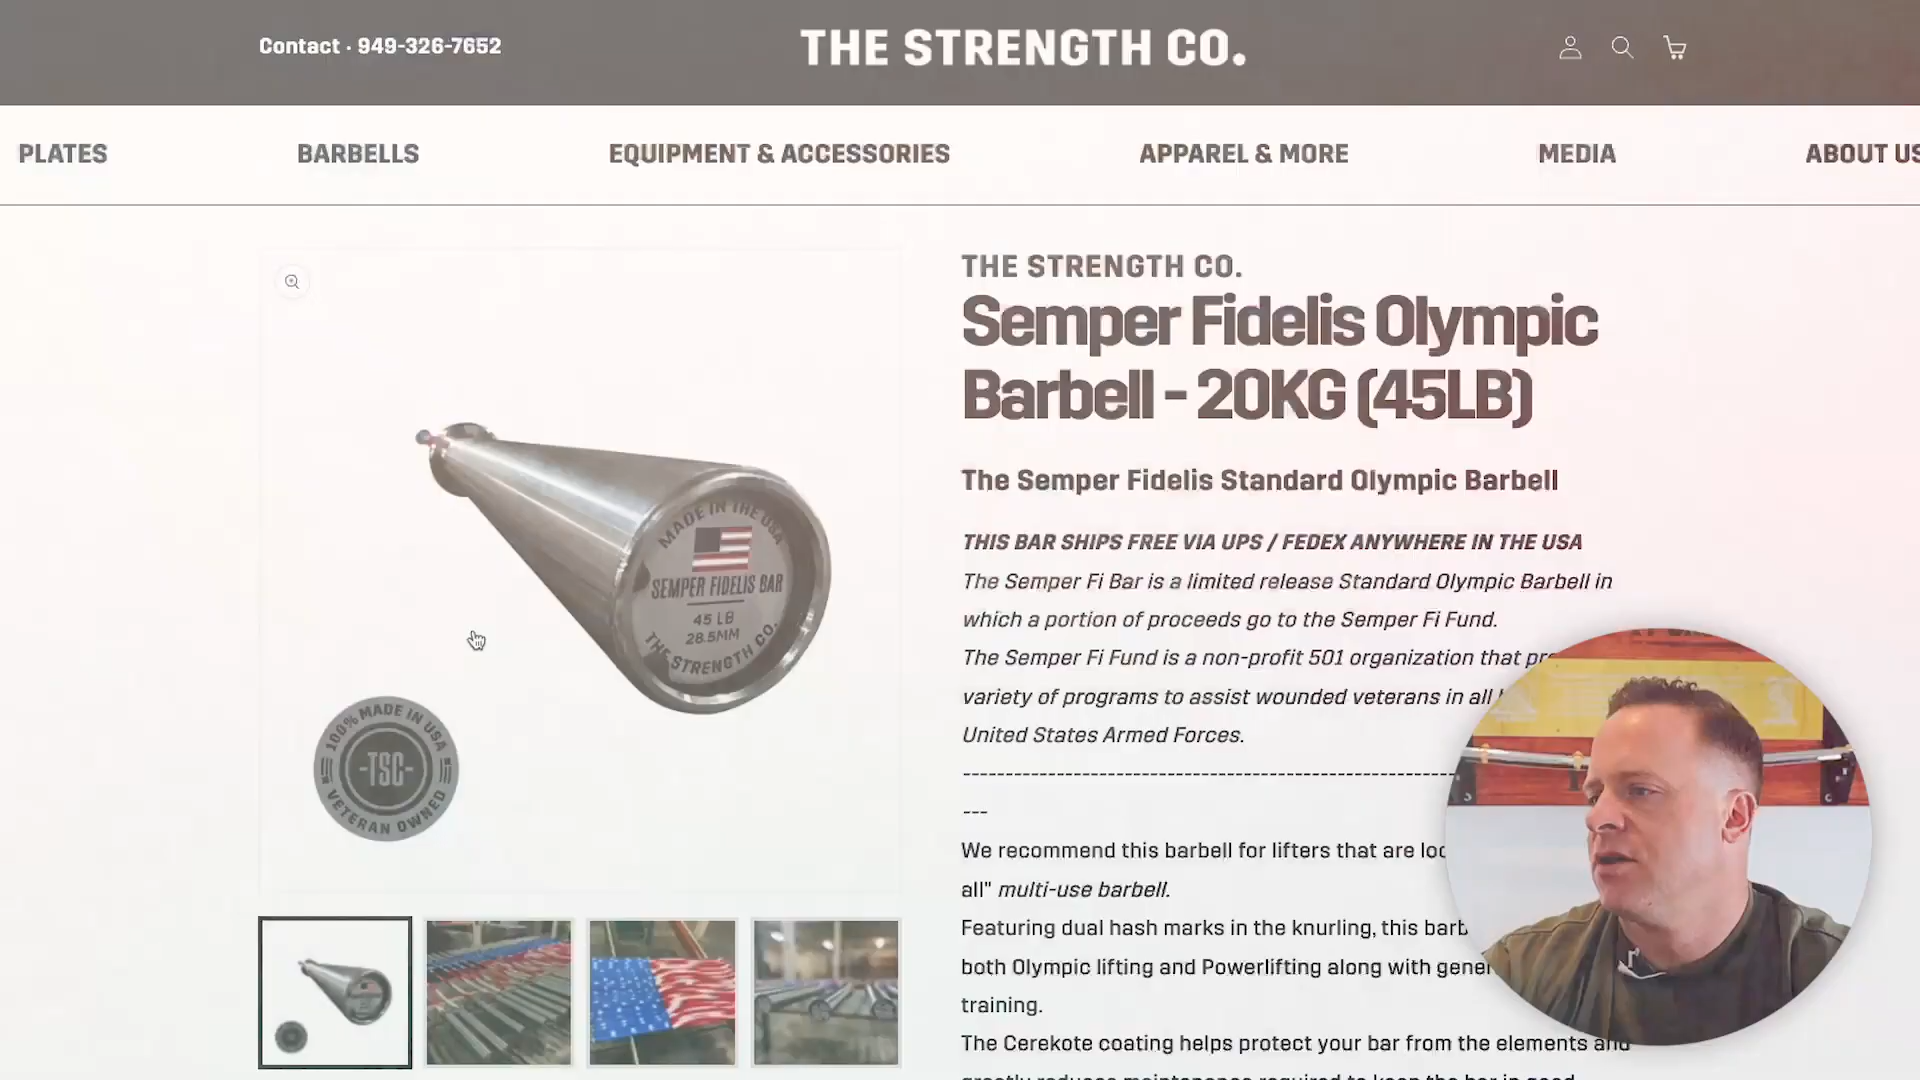 Contact · 949-326-7652
THE STRENGTH CO.
PLATES
BARBELLS
EQUIPMENT & ACCESSORIES
APPAREL & MORE
MEDIA
ABOUT US
THE STRENGTH CO.
Semper Fidelis Olympic
Barbell - 20KG (45LB)
The Semper Fidelis Standard Olympic Barbell
THIS BAR SHIPS FREE VIA UPS / FEDEX ANYWHERE IN THE USA
The Semper Fi Bar is a limited release Standard Olympic Barbell in
which a portion of proceeds go to the Semper Fi Fund.
The Semper Fi Fund is a non-profit 501 organization that
variety of programs to assist wounded veterans in all
United States Armed Forces.
--------------------------------------------------------
---
We recommend this barbell for lifters that are
all" multi-use barbell.
Featuring dual hash marks in the knurling, this
both Olympic lifting and Powerlifting along with
training.
The Cerekote coating helps protect your bar from the elements and
MADE IN THE USA
SEMPER FIDELIS BAR
45 LB
28.5MM
THE STRENGTH CO.
100% MADE IN USA
-TSC-
VETERAN OWNED